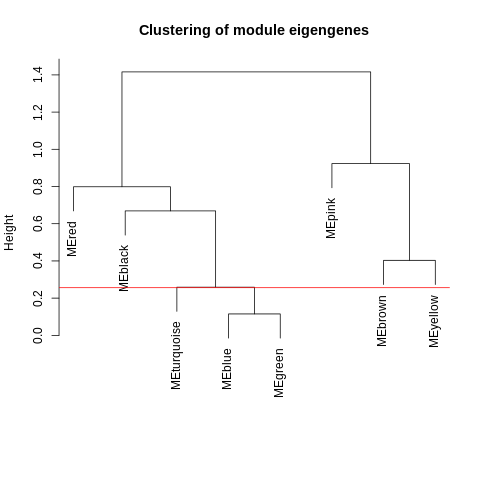 Clustering of module eigengenes
Height
1.4
1.2
1.0
0.8
0.6
0.4
0.2
0.0
MEred
MEblack
MEturquoise
MEblue
MEgreen
MEpink
MEbrown
MEyellow